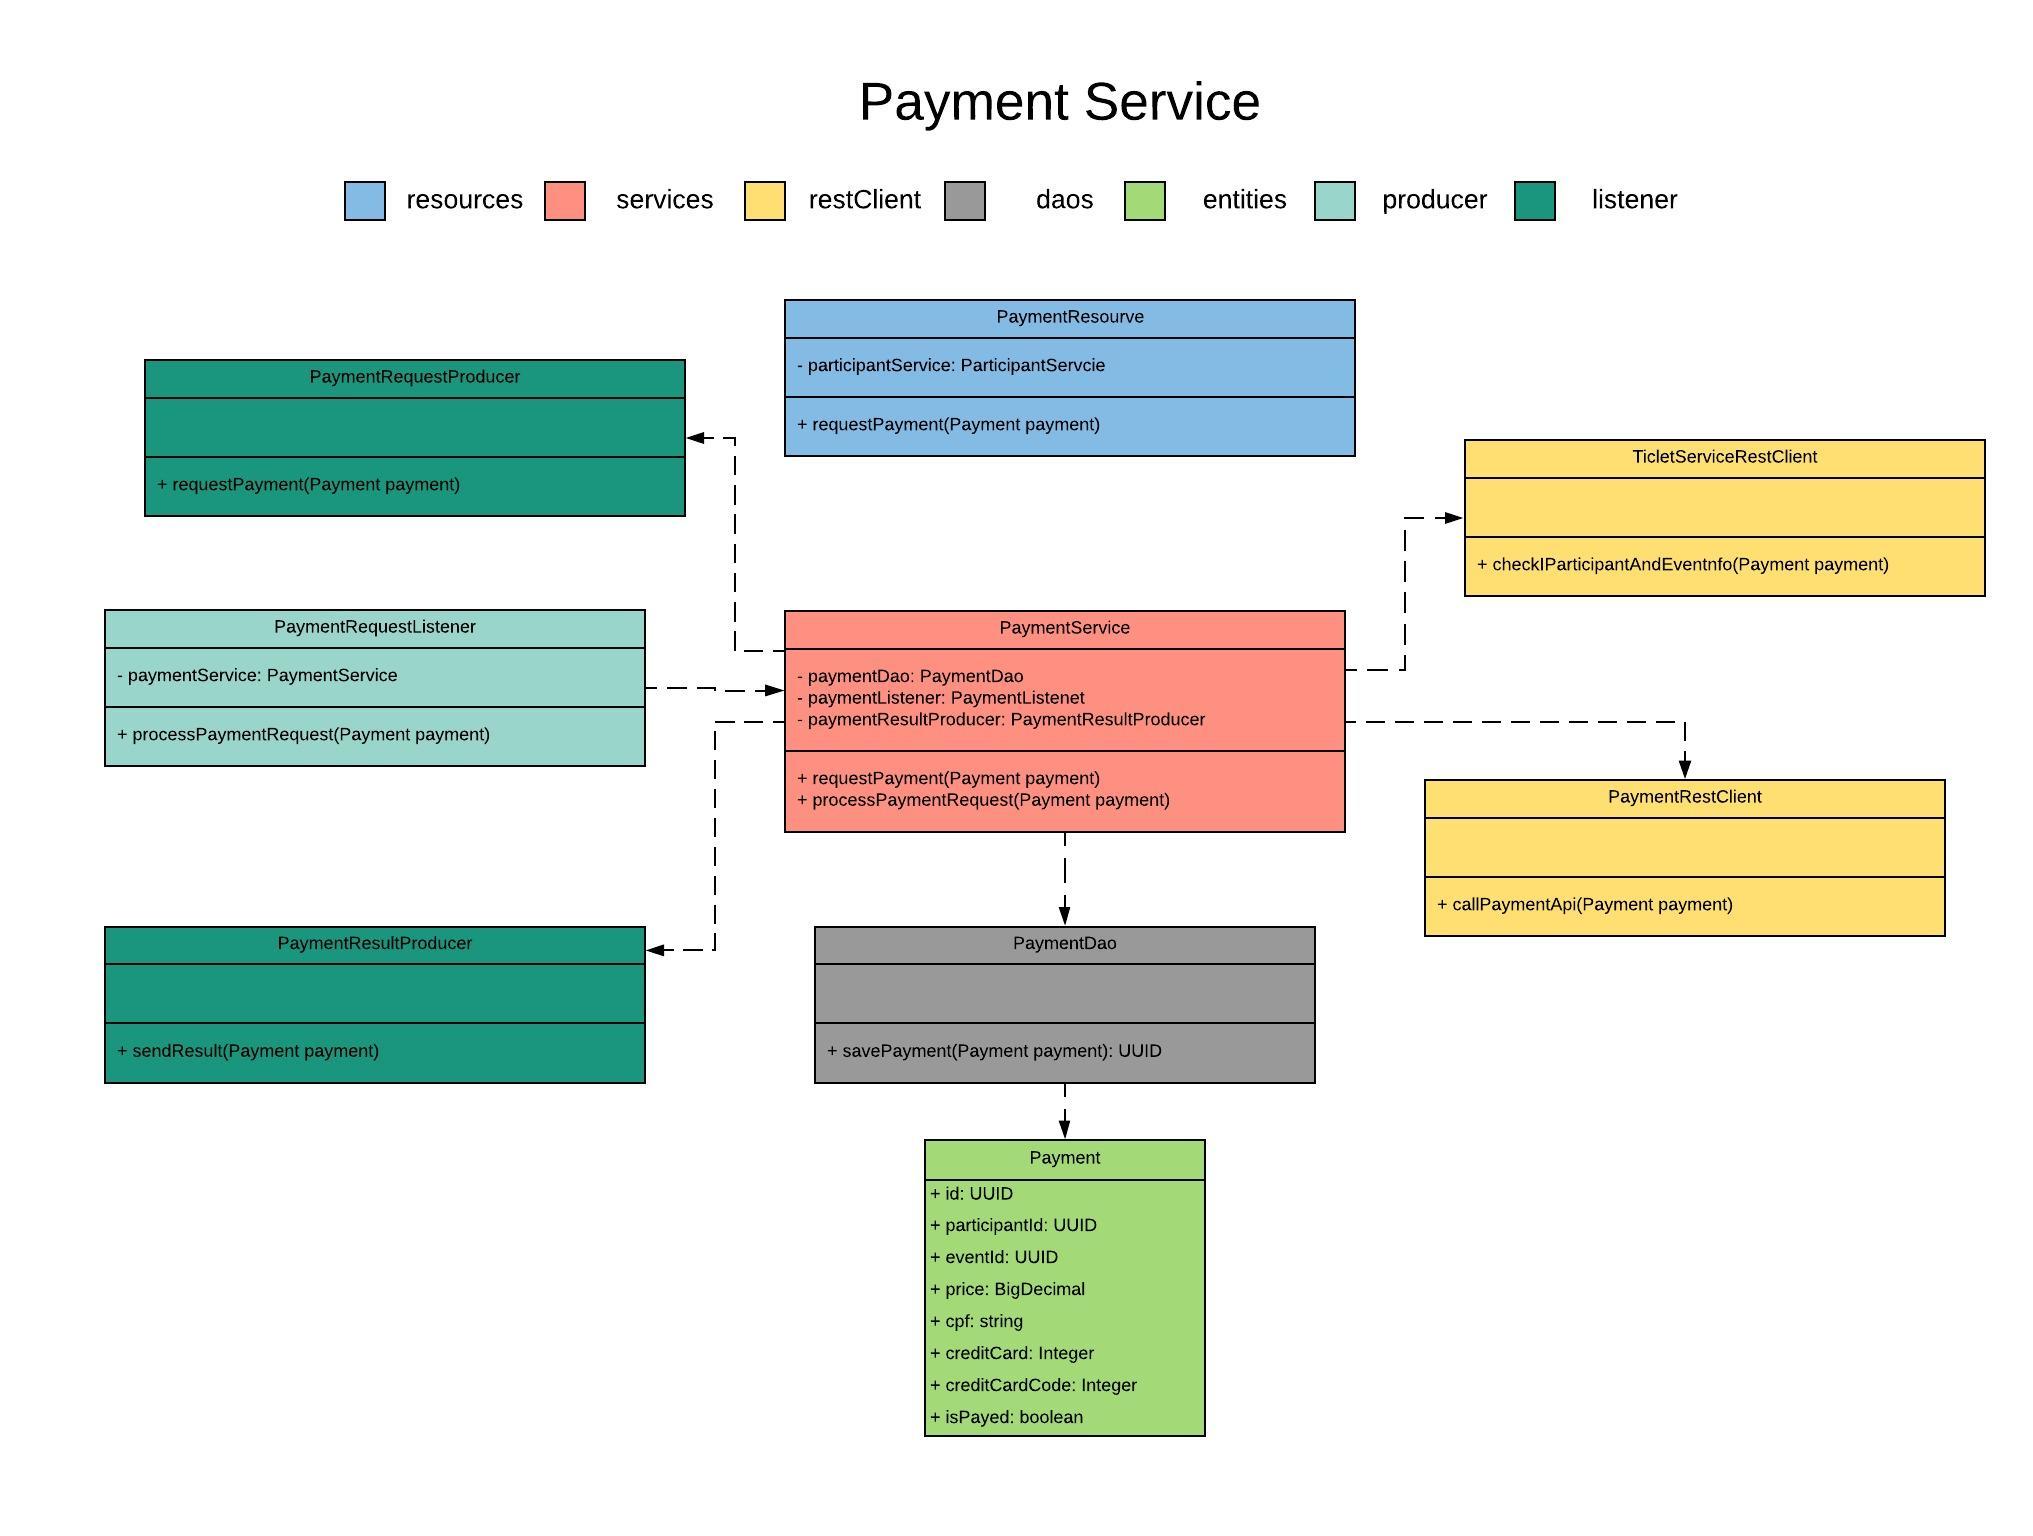 Payment Service
resources services restClient daos entities producer listener
PaymentResourve
- participantService: ParticipantServcie
+ requestPayment(Payment payment)
PaymentRequestProducer
+ requestPayment(Payment payment)
TicletServiceRestClient
+ checkIParticipantAndEventnfo(Payment payment)
PaymentRequestListener
- paymentService: PaymentService
+ processPaymentRequest(Payment payment)
PaymentService
- paymentDao: PaymentDao
- paymentListener: PaymentListenet
- paymentResultProducer: PaymentResultProducer
+ requestPayment(Payment payment)
+ processPaymentRequest(Payment payment)
PaymentRestClient
+ callPaymentApi(Payment payment)
PaymentResultProducer
+ sendResult(Payment payment)
PaymentDao
+ savePayment(Payment payment): UUID
Payment
+ id: UUID
+ participantId: UUID
+ eventId: UUID
+ price: BigDecimal
+ cpf: string
+ creditCard: Integer
+ creditCardCode: Integer
+ isPayed: boolean